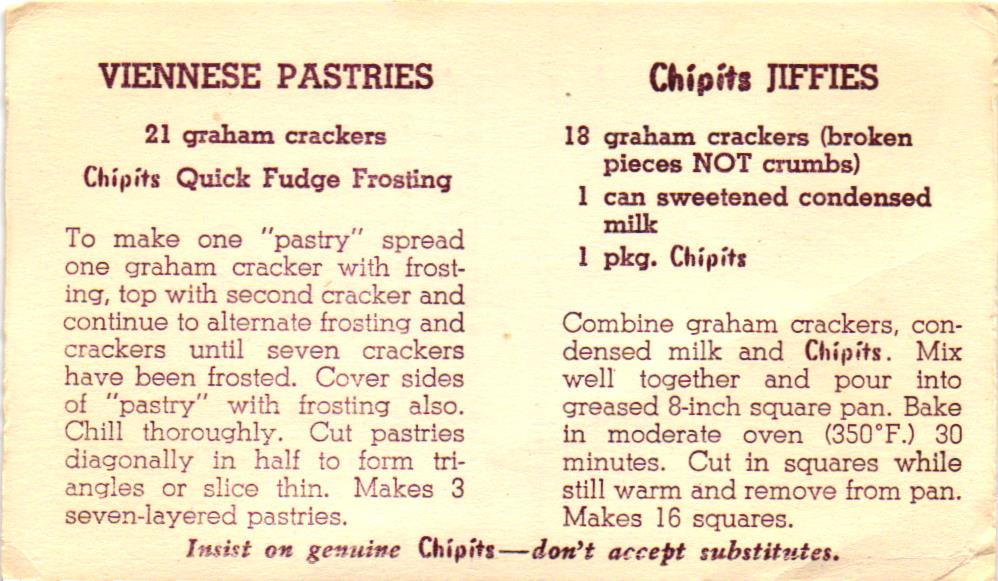 VIENNESE PASTRIES
21 graham crackers
Chipits Quick Fudge Frosting
To make one "pastry" spread
one graham cracker with frost-
ing, top with second cracker and
continue to alternate frosting and
crackers until seven crackers
have been frosted. Cover sides
of "pastry" with frosting also.
Chill thoroughly. Cut pastries
diagonally in half to form tri-
angles or slice thin. Makes 3
seven-layered pastries.
Chipits JIFFIES
18 graham crackers (broken
pieces NOT crumbs)
1 can sweetened condensed
milk
1 pkg. Chipits
Combine graham crackers, con-
densed milk and Chipits. Mix
well together and pour into
greased 8-inch square pan. Bake
in moderate oven (350°F.) 30
minutes. Cut in squares while
still warm and remove from pan.
Makes 16 squares.
Insist on genuine Chipits—don't accept substitutes.